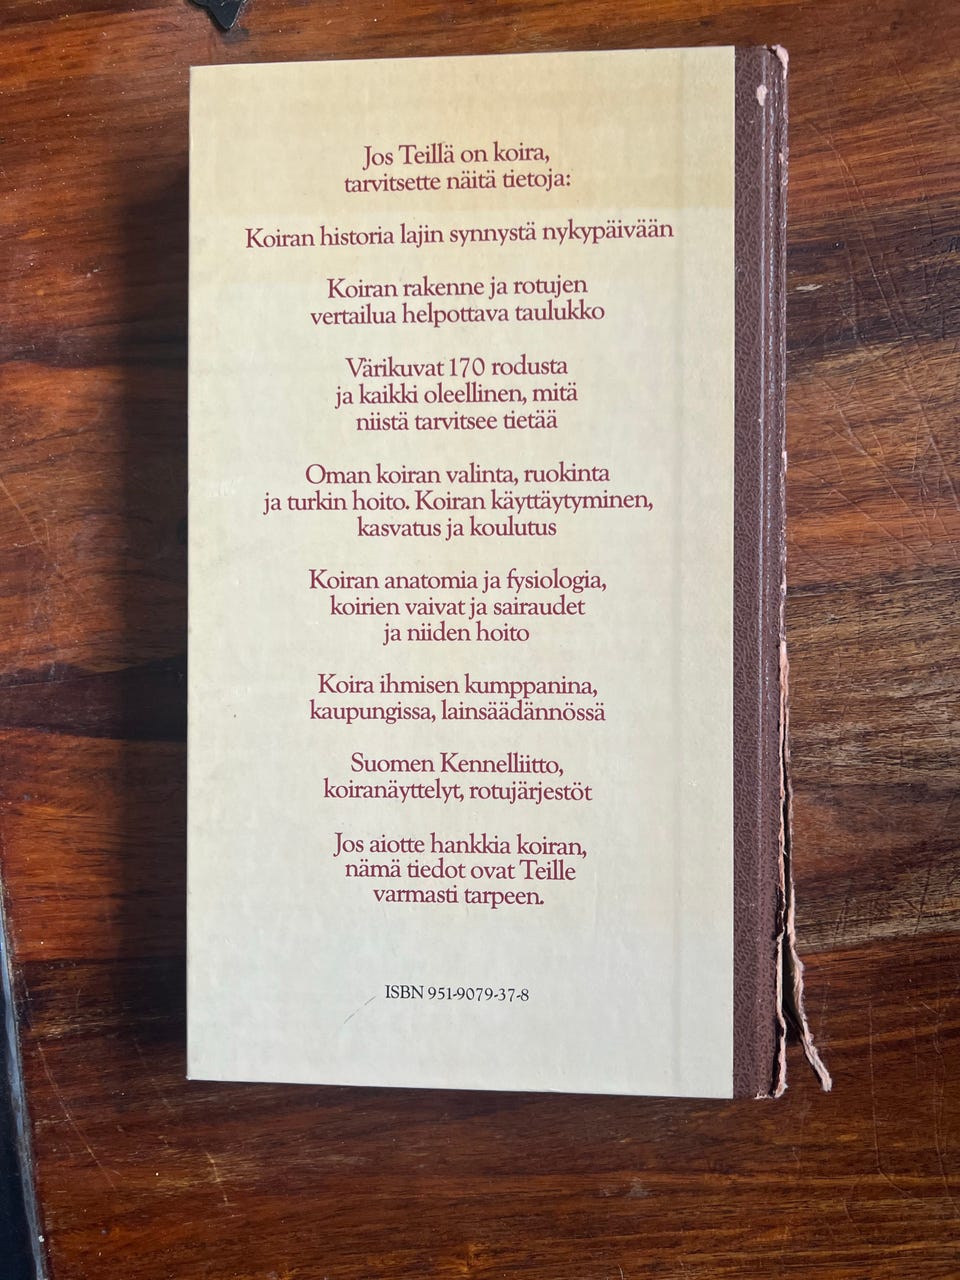 Jos Teillä on koira,
tarvitsette näitä tietoja:
Koiran historia lajin synnystä nykypäivään
Koiran rakenne ja rotujen
vertailua helpottava taulukko
Värikuvat 170 rodusta
ja kaikki oleellinen, mitä
niistä tarvitsee tietää
Oman koiran valinta, ruokinta
ja turkin hoito. Koiran käyttäytyminen,
kasvatus ja koulutus
Koiran anatomia ja fysiologia,
koirien vaivat ja sairaudet
ja niiden hoito
Koira ihmisen kumppanina,
kaupungissa, lainsäädännössä
Suomen Kennelliitto,
koiranäyttelyt, rotujärjestöt
Jos aiotte hankkia koiran,
nämä tiedot ovat Teille
varmasti tarpeen.
ISBN 951-9079-37-8